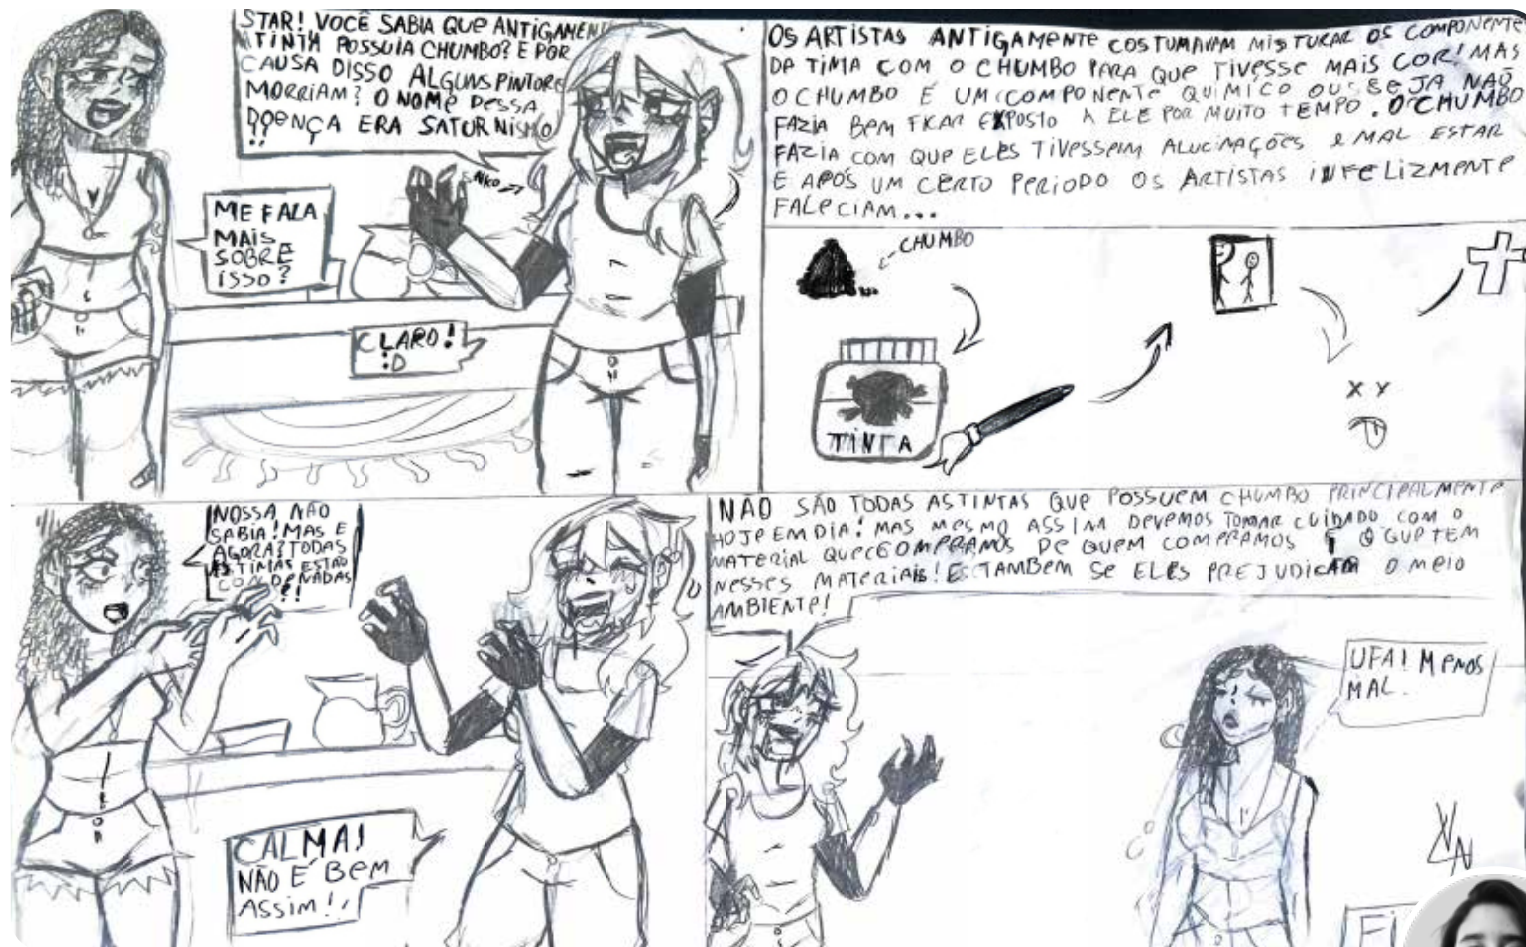 STAR! VOCÊ SABIA QUE ANTIGAMENT
A TINTA POSSUIA CHUMBO? E POR
CAUSA DISSO ALGUNS PINTORES
MORRIAM? O NOME DESSA
DOENÇA ERA SATURNISMO
!!
ME FALA
MAIS
SOBRE
ISSO?
CLARO!
:D
OS ARTISTAS ANTIGAMENTE COSTUMAVAM MISTURAR OS COMPONENTE
DA TINTA COM O CHUMBO PARA QUE TIVESSE MAIS COR! MAS
O CHUMBO É UM COMPONENTE QUÍMICO OU SEJA NAÕ
FAZIA BEM FICAR EXPOSTO A ELE POR MUITO TEMPO. O CHUMBO
FAZIA COM QUE ELES TIVESSEM ALUCINAÇÕES E MAL ESTAR
E APÓS UM CERTO PERIODO OS ARTISTAS INFELIZMENTE
FALECIAM...
CHUMBO
TINTA
NOSSA, NÃO
SABIA! MAS E
AGORA? TODAS
AS TINTAS ESTÃO
CONDENADAS
?!
CALMA!
NÃO É BEM
ASSIM!
NÃO SÃO TODAS AS TINTAS QUE POSSUEM CHUMBO PRINCIPALMENTE
HOJE EM DIA! MAS MESMO ASSIM DEVEMOS TOMAR CUIDADO COM O
MATERIAL QUE COMPRAMOS DE QUEM COMPRAMOS E O QUE TEM
NESSES MATERIAIS! E TAMBEM SE ELES PREJUDICAM O MEIO
AMBIENTE!
UFA! MENOS
MAL.